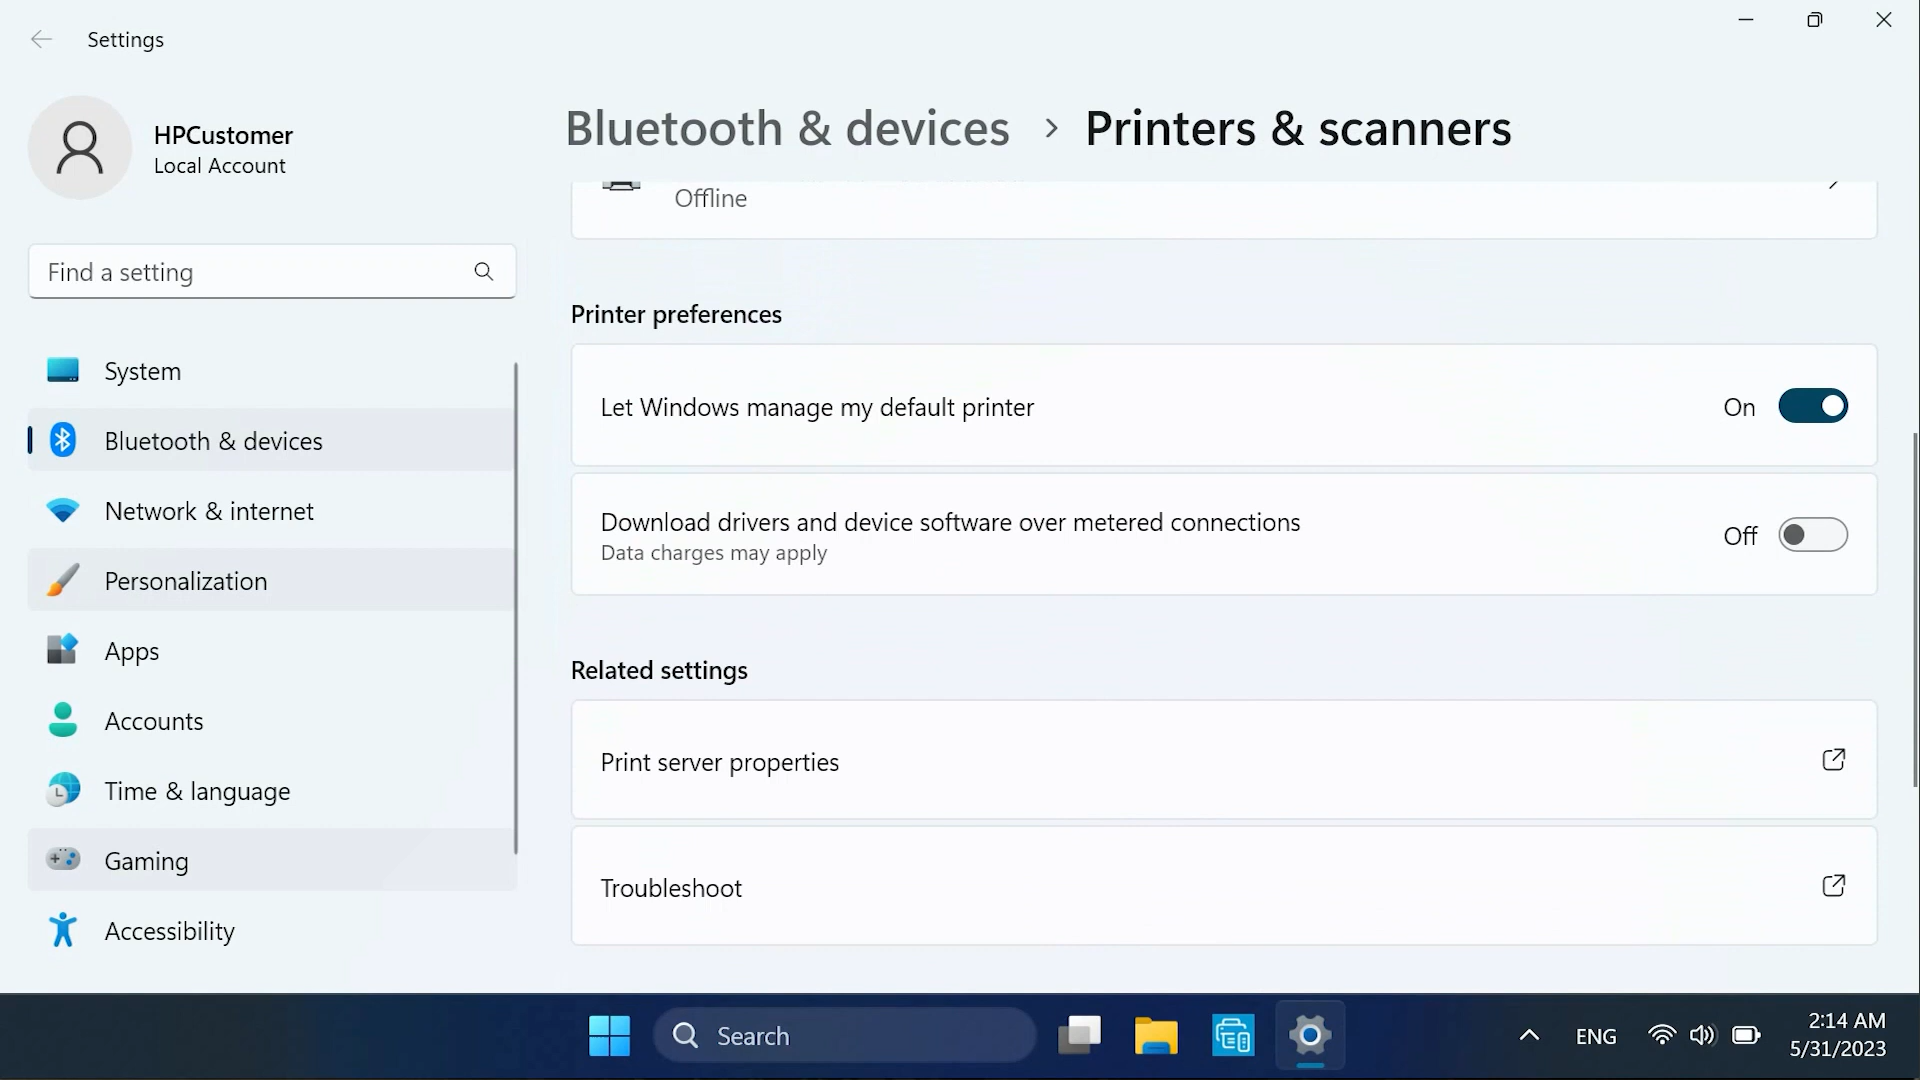 Settings
HPCustomer
Local Account
Find a setting
System
Bluetooth & devices
Network & internet
Personalization
Apps
Accounts
Time & language
Gaming
Accessibility
Bluetooth & devices > Printers & scanners
Offline
Printer preferences
Let Windows manage my default printer On
Download drivers and device software over metered connections Off
Data charges may apply
Related settings
Print server properties
Troubleshoot
Search
ENG
2:14 AM
5/31/2023